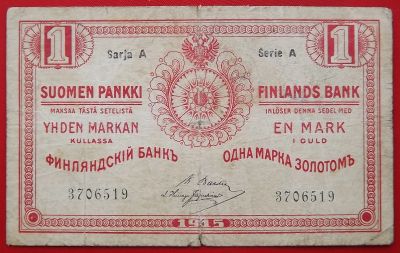 1 Sarja A Serie A 1
SUOMEN PANKKI FINLANDS BANK
MAKSAA TÄSTÄ SETELISTÄ INLÖSER DENNA SEDEL MED
YHDEN MARKAN EN MARK
KULLASSA I GULD
ФИНЛЯНДСКІЙ БАНКЪ ОДНА МАРКА ЗОЛОТОМЪ
3706519 3706519
1915